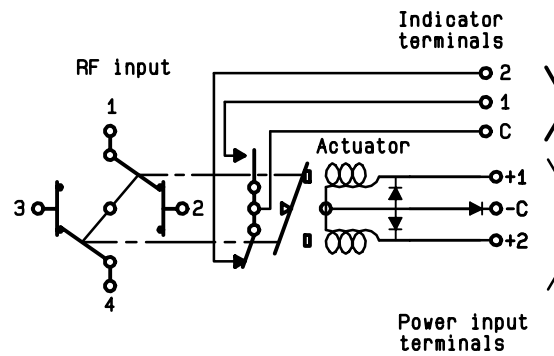 Indicator
terminals
RF input
2
1
1
C
Actuator
+1
3
2
-C
+2
4
Power input
terminals